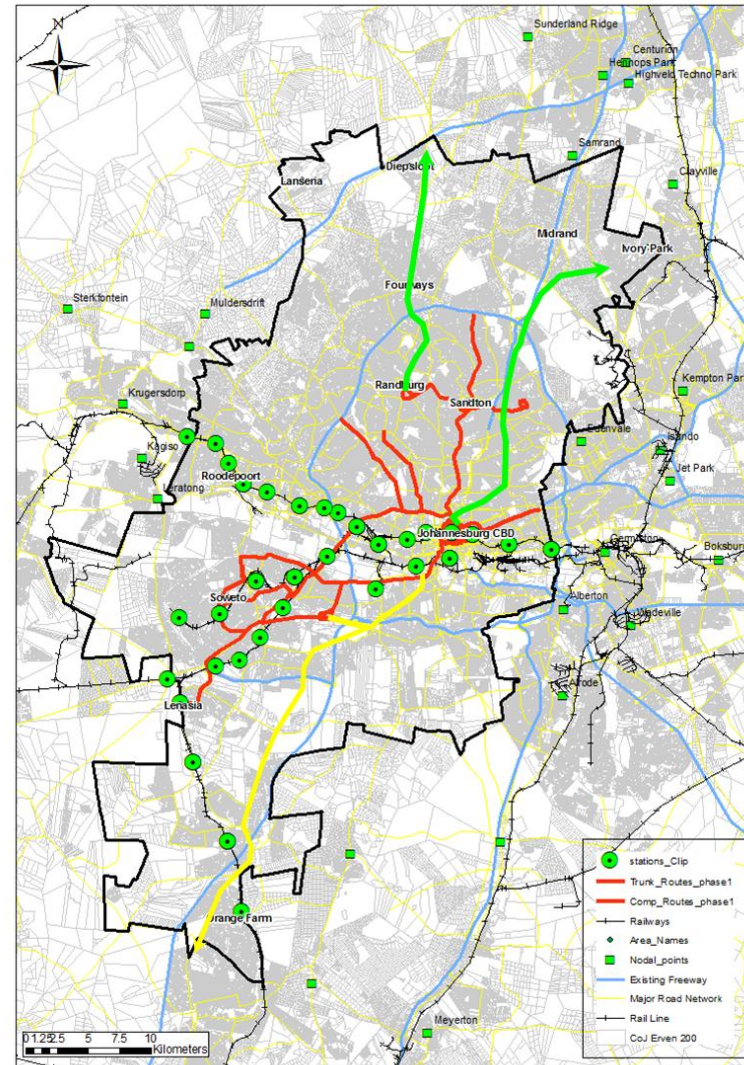 N
Sunderland Ridge
Centurion
Hennops Park
Highveld Techno Park
Samrand
Diepsloot
Lanseria
Clayville
Midrand
Ivory Park
Fourways
Sterkfontein
Muldersdrift
Randburg
Sandton
Kempton Park
Krugersdorp
Edenvale
Isando
Kagiso
Roodepoort
Jet Park
Leratong
Johannesburg CBD
Germiston
Boksburg
Soweto
Alberton
Wadeville
Alrode
Lenasia
Orange Farm
Meyerton
stations_Clip
Trunk_Routes_phase1
Comp_Routes_phase1
Railways
Area_Names
Nodal_points
Existing Freeway
Major Road Network
Rail Line
CoJ Erven 200
0 1.25 2.5 5 7.5 10
Kilometers